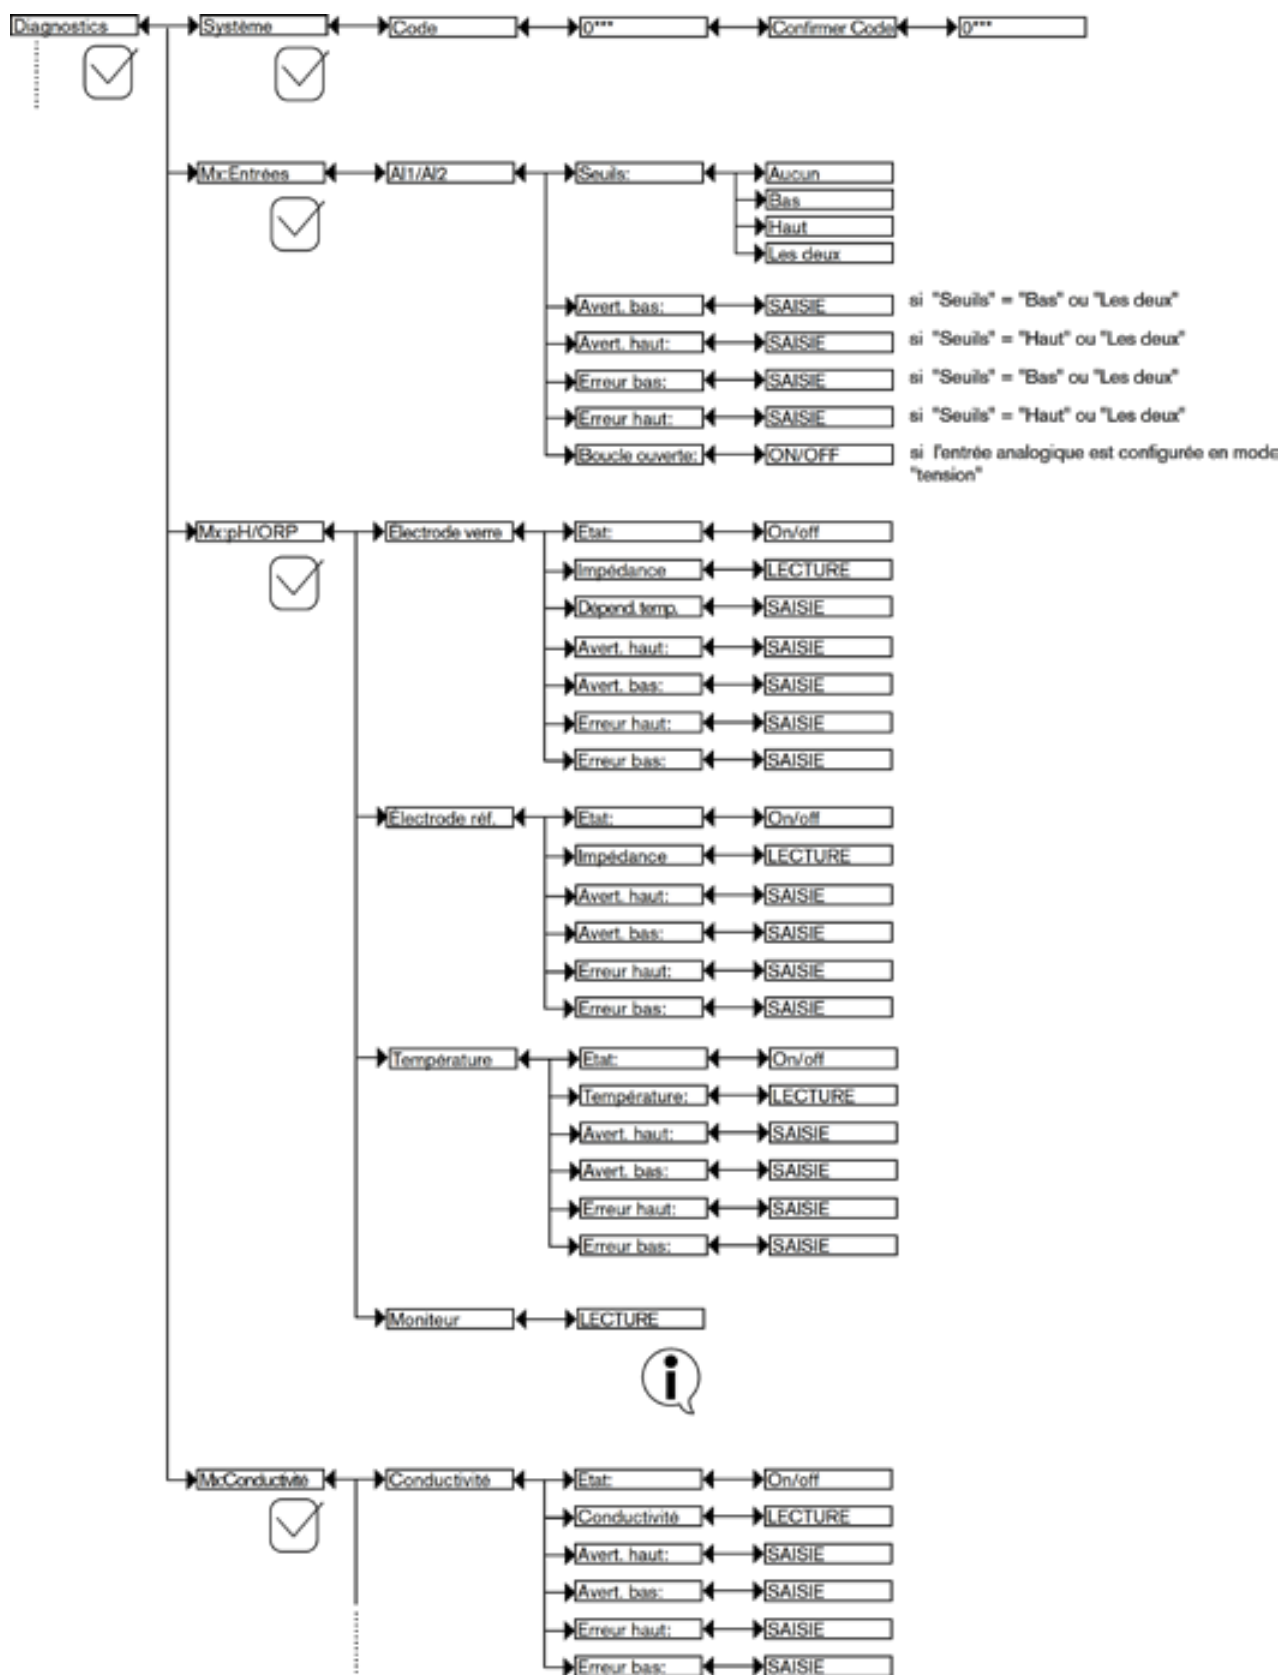 Diagnostics Système Code 0*** Confirmer Code 0***
Mx:Entrées AI1/AI2 Seuils: Aucun
Bas
Haut
Les deux
Avert. bas: SAISIE si "Seuils" = "Bas" ou "Les deux"
Avert. haut: SAISIE si "Seuils" = "Haut" ou "Les deux"
Erreur bas: SAISIE si "Seuils" = "Bas" ou "Les deux"
Erreur haut: SAISIE si "Seuils" = "Haut" ou "Les deux"
Boucle ouverte: ON/OFF si l'entrée analogique est configurée en mode
"tension"
Mx:pH/ORP Électrode verre Etat: On/off
Impédance LECTURE
Dépend. temp. SAISIE
Avert. haut: SAISIE
Avert. bas: SAISIE
Erreur haut: SAISIE
Erreur bas: SAISIE
Électrode réf. Etat: On/off
Impédance LECTURE
Avert. haut: SAISIE
Avert. bas: SAISIE
Erreur haut: SAISIE
Erreur bas: SAISIE
Température Etat: On/off
Température: LECTURE
Avert. haut: SAISIE
Avert. bas: SAISIE
Erreur haut: SAISIE
Erreur bas: SAISIE
Moniteur LECTURE
i
Mx:Conductivité Conductivité Etat: On/off
Conductivité LECTURE
Avert. haut: SAISIE
Avert. bas: SAISIE
Erreur haut: SAISIE
Erreur bas: SAISIE